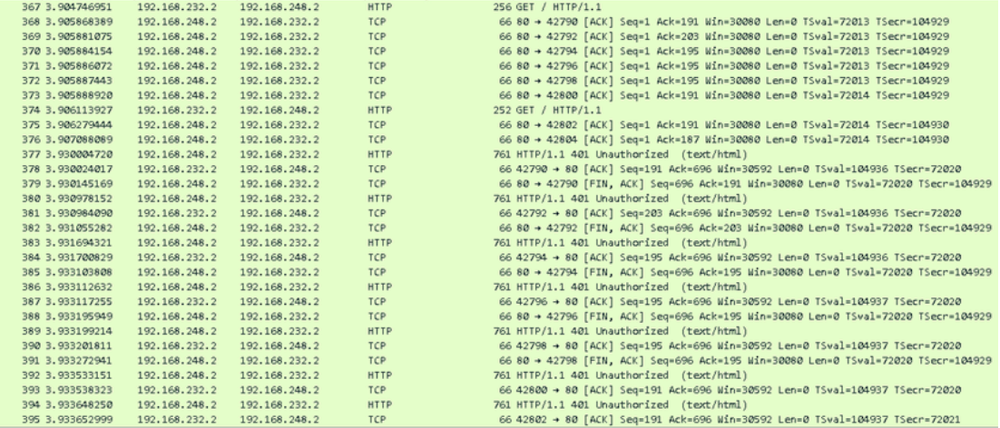 367 3.904746951 192.168.232.2 192.168.248.2 HTTP 256 GET / HTTP/1.1
368 3.905868389 192.168.248.2 192.168.232.2 TCP 66 80 → 42790 [ACK] Seq=1 Ack=191 Win=30080 Len=0 TSval=72013 TSecr=104929
369 3.905881075 192.168.248.2 192.168.232.2 TCP 66 80 → 42792 [ACK] Seq=1 Ack=203 Win=30080 Len=0 TSval=72013 TSecr=104929
370 3.905884154 192.168.248.2 192.168.232.2 TCP 66 80 → 42794 [ACK] Seq=1 Ack=195 Win=30080 Len=0 TSval=72013 TSecr=104929
371 3.905886072 192.168.248.2 192.168.232.2 TCP 66 80 → 42796 [ACK] Seq=1 Ack=195 Win=30080 Len=0 TSval=72013 TSecr=104929
372 3.905887443 192.168.248.2 192.168.232.2 TCP 66 80 → 42798 [ACK] Seq=1 Ack=195 Win=30080 Len=0 TSval=72013 TSecr=104929
373 3.905888920 192.168.248.2 192.168.232.2 TCP 66 80 → 42800 [ACK] Seq=1 Ack=191 Win=30080 Len=0 TSval=72014 TSecr=104929
374 3.906113927 192.168.232.2 192.168.248.2 HTTP 252 GET / HTTP/1.1
375 3.906279444 192.168.248.2 192.168.232.2 TCP 66 80 → 42802 [ACK] Seq=1 Ack=191 Win=30080 Len=0 TSval=72014 TSecr=104930
376 3.907088089 192.168.248.2 192.168.232.2 TCP 66 80 → 42804 [ACK] Seq=1 Ack=187 Win=30080 Len=0 TSval=72014 TSecr=104930
377 3.930004720 192.168.248.2 192.168.232.2 HTTP 761 HTTP/1.1 401 Unauthorized (text/html)
378 3.930024017 192.168.232.2 192.168.248.2 TCP 66 42790 → 80 [ACK] Seq=191 Ack=696 Win=30592 Len=0 TSval=104936 TSecr=72020
379 3.930145169 192.168.248.2 192.168.232.2 TCP 66 80 → 42790 [FIN, ACK] Seq=696 Ack=191 Win=30080 Len=0 TSval=72020 TSecr=104929
380 3.930978152 192.168.248.2 192.168.232.2 HTTP 761 HTTP/1.1 401 Unauthorized (text/html)
381 3.930984090 192.168.232.2 192.168.248.2 TCP 66 42792 → 80 [ACK] Seq=203 Ack=696 Win=30592 Len=0 TSval=104936 TSecr=72020
382 3.931055282 192.168.248.2 192.168.232.2 TCP 66 80 → 42792 [FIN, ACK] Seq=696 Ack=203 Win=30080 Len=0 TSval=72020 TSecr=104929
383 3.931694321 192.168.248.2 192.168.232.2 HTTP 761 HTTP/1.1 401 Unauthorized (text/html)
384 3.931700829 192.168.232.2 192.168.248.2 TCP 66 42794 → 80 [ACK] Seq=195 Ack=696 Win=30592 Len=0 TSval=104936 TSecr=72020
385 3.933103808 192.168.248.2 192.168.232.2 TCP 66 80 → 42794 [FIN, ACK] Seq=696 Ack=195 Win=30080 Len=0 TSval=72020 TSecr=104929
386 3.933112632 192.168.248.2 192.168.232.2 HTTP 761 HTTP/1.1 401 Unauthorized (text/html)
387 3.933117255 192.168.232.2 192.168.248.2 TCP 66 42796 → 80 [ACK] Seq=195 Ack=696 Win=30592 Len=0 TSval=104937 TSecr=72020
388 3.933195949 192.168.248.2 192.168.232.2 TCP 66 80 → 42796 [FIN, ACK] Seq=696 Ack=195 Win=30080 Len=0 TSval=72020 TSecr=104929
389 3.933199214 192.168.248.2 192.168.232.2 HTTP 761 HTTP/1.1 401 Unauthorized (text/html)
390 3.933201811 192.168.232.2 192.168.248.2 TCP 66 42798 → 80 [ACK] Seq=195 Ack=696 Win=30592 Len=0 TSval=104937 TSecr=72020
391 3.933272941 192.168.248.2 192.168.232.2 TCP 66 80 → 42798 [FIN, ACK] Seq=696 Ack=195 Win=30080 Len=0 TSval=72020 TSecr=104929
392 3.933533151 192.168.248.2 192.168.232.2 HTTP 761 HTTP/1.1 401 Unauthorized (text/html)
393 3.933538323 192.168.232.2 192.168.248.2 TCP 66 42800 → 80 [ACK] Seq=191 Ack=696 Win=30592 Len=0 TSval=104937 TSecr=72020
394 3.933648250 192.168.248.2 192.168.232.2 HTTP 761 HTTP/1.1 401 Unauthorized (text/html)
395 3.933652999 192.168.232.2 192.168.248.2 TCP 66 42802 → 80 [ACK] Seq=191 Ack=696 Win=30592 Len=0 TSval=104937 TSecr=72021